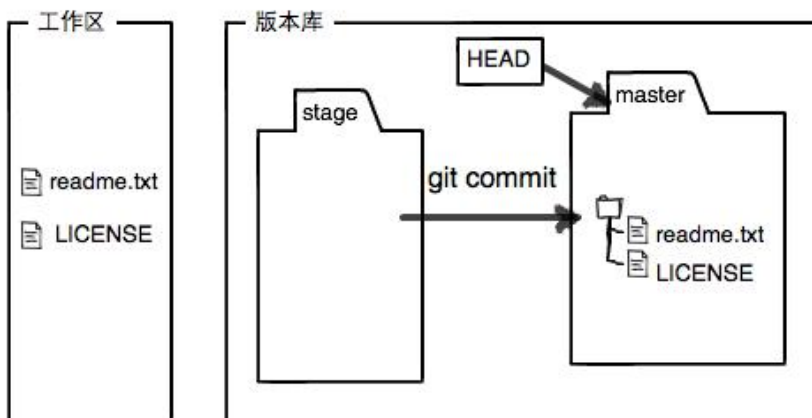 工作区
版本库
HEAD
stage
master
git commit
readme.txt
LICENSE
readme.txt
LICENSE